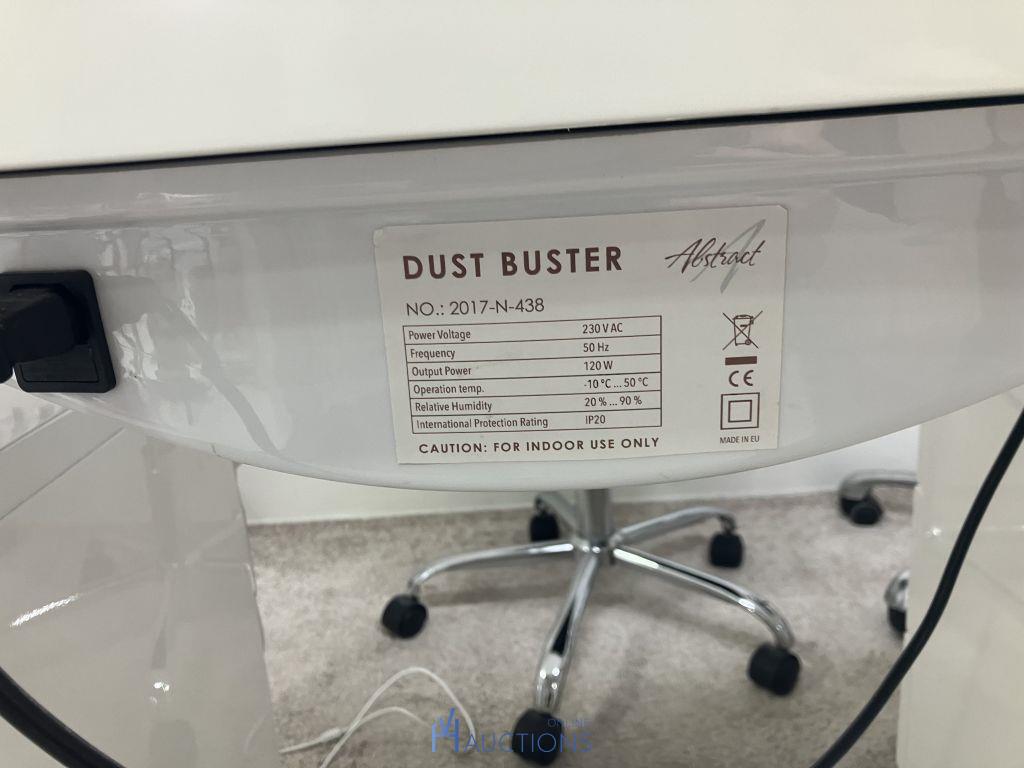 DUST BUSTER
Abstract
NO.: 2017-N-438
Power Voltage 230 V AC
Frequency 50 Hz
Output Power 120 W
Operation temp. -10 °C ... 50 °C
Relative Humidity 20 % ... 90 %
International Protection Rating IP20
CAUTION: FOR INDOOR USE ONLY
CE
MADE IN EU
ONLINE
AUCTIONS